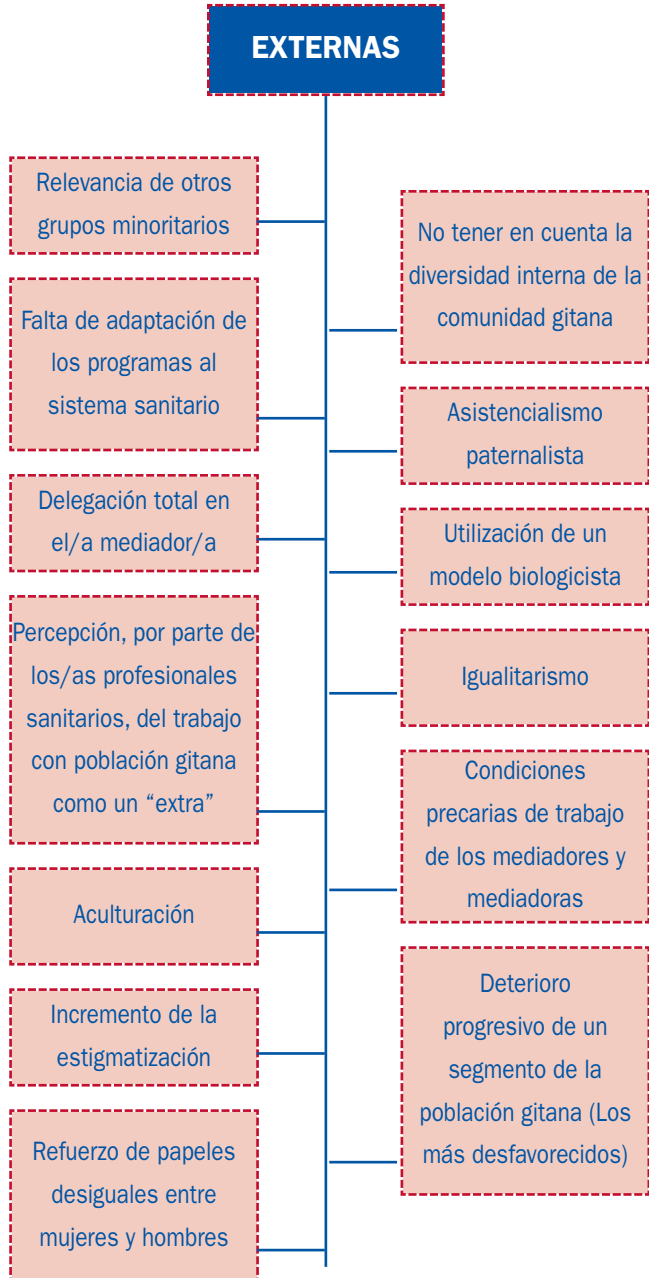 EXTERNAS
Relevancia de otros
grupos minoritarios
Falta de adaptación de
los programas al
sistema sanitario
Delegación total en
el/a mediador/a
Percepción, por parte de
los/as profesionales
sanitarios, del trabajo
con población gitana
como un “extra”
Aculturación
Incremento de la
estigmatización
Refuerzo de papeles
desiguales entre
mujeres y hombres
No tener en cuenta la
diversidad interna de la
comunidad gitana
Asistencialismo
paternalista
Utilización de un
modelo biologicista
Igualitarismo
Condiciones
precarias de trabajo
de los mediadores y
mediadoras
Deterioro
progresivo de un
segmento de la
población gitana (Los
más desfavorecidos)